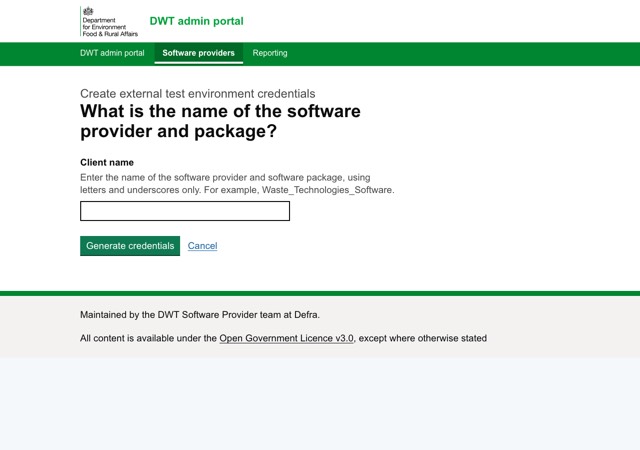 Department
for Environment
Food & Rural Affairs
DWT admin portal
DWT admin portal
Software providers
Reporting
Create external test environment credentials
What is the name of the software
provider and package?
Client name
Enter the name of the software provider and software package, using
letters and underscores only. For example, Waste_Technologies_Software.
Generate credentials
Cancel
Maintained by the DWT Software Provider team at Defra.
All content is available under the Open Government Licence v3.0, except where otherwise stated